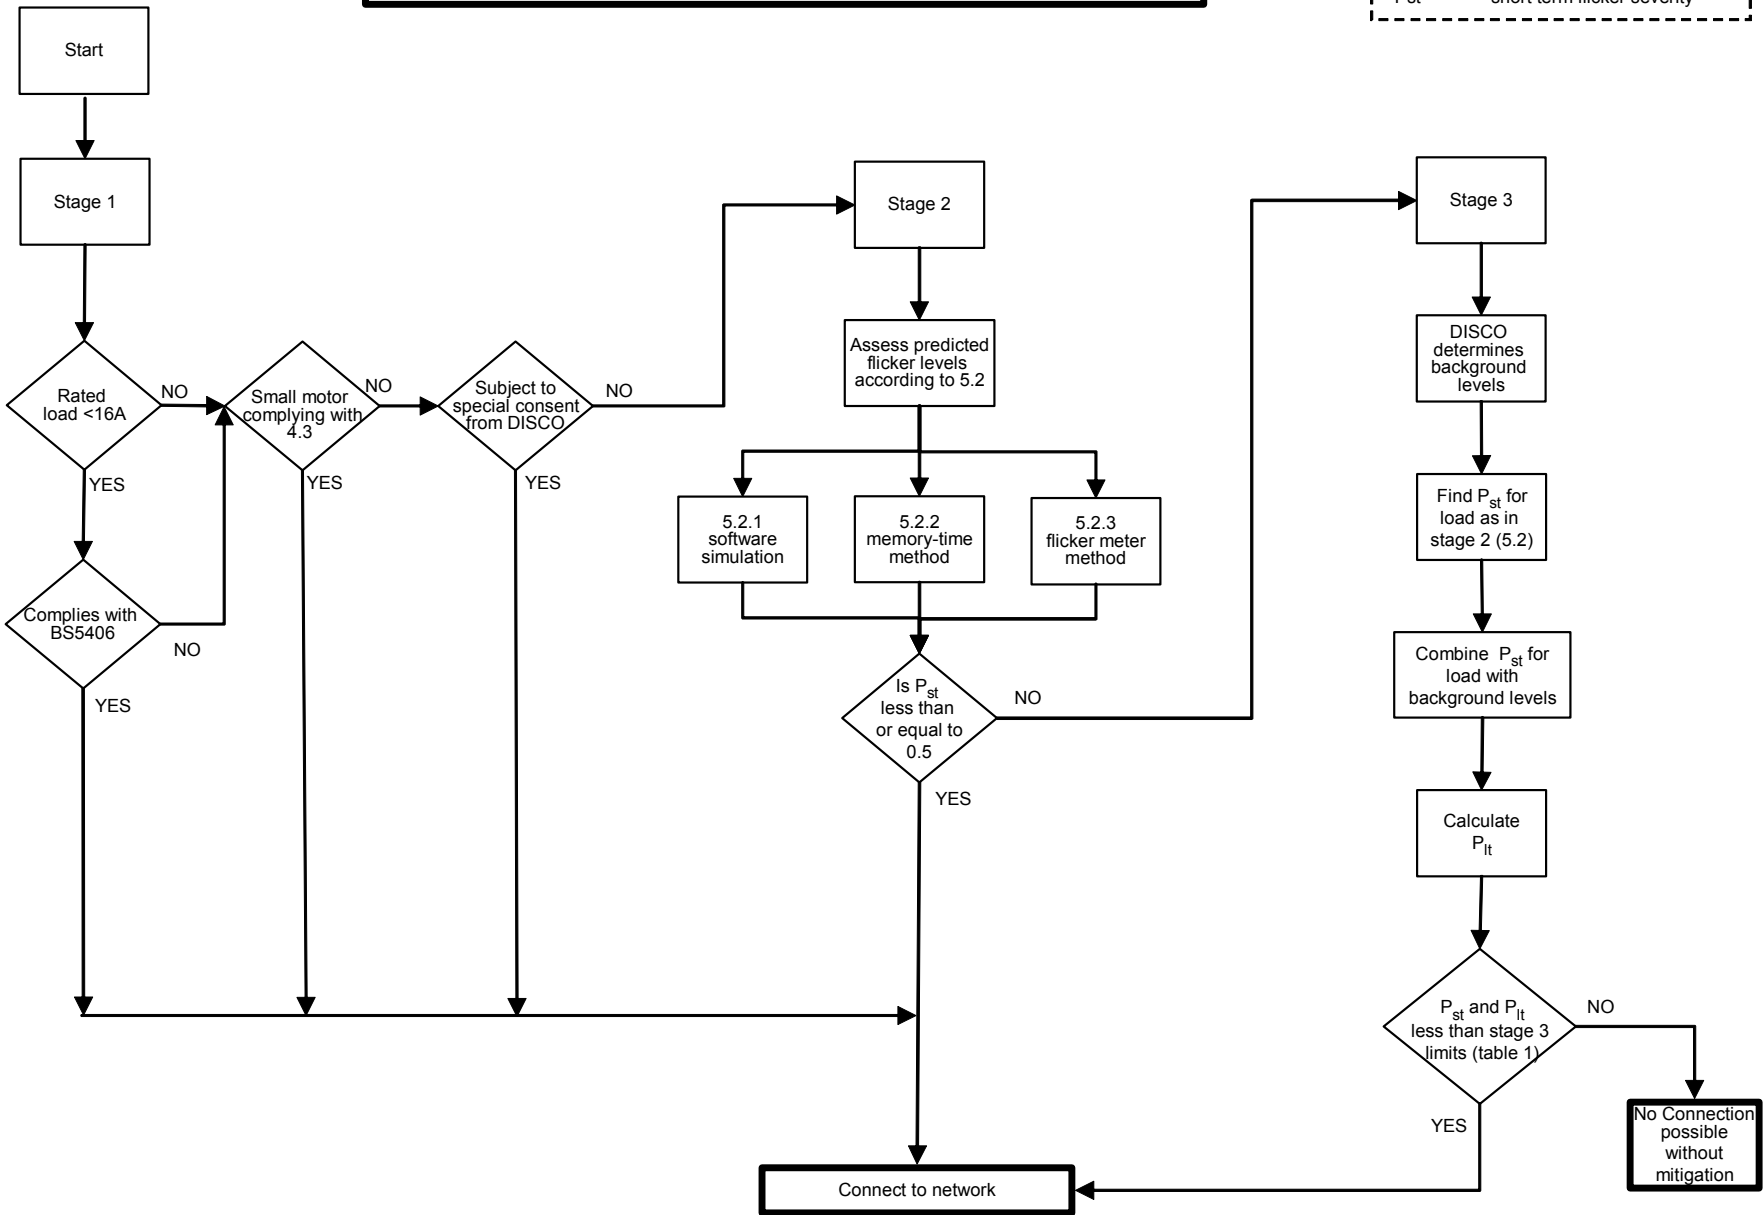 Pst short term flicker severity
Start
Stage 1
Rated
load <16A
NO
YES
Complies with
BS5406
NO
YES
Small motor
complying with
4.3
NO
YES
Subject to
special consent
from DISCO
NO
YES
Stage 2
Assess predicted
flicker levels
according to 5.2
5.2.1
software
simulation
5.2.2
memory-time
method
5.2.3
flicker meter
method
Is Pst
less than
or equal to
0.5
NO
YES
Stage 3
DISCO
determines
background
levels
Find Pst for
load as in
stage 2 (5.2)
Combine Pst for
load with
background levels
Calculate
Plt
Pst and Plt
less than stage 3
limits (table 1)
NO
YES
No Connection
possible
without
mitigation
Connect to network